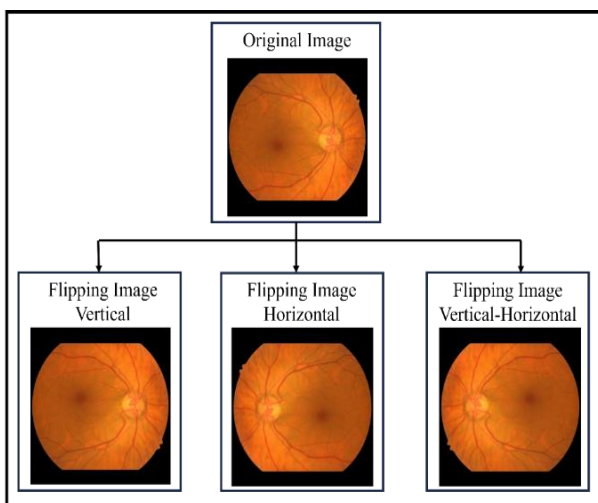 Original Image
Flipping Image
Vertical
Flipping Image
Horizontal
Flipping Image
Vertical-Horizontal